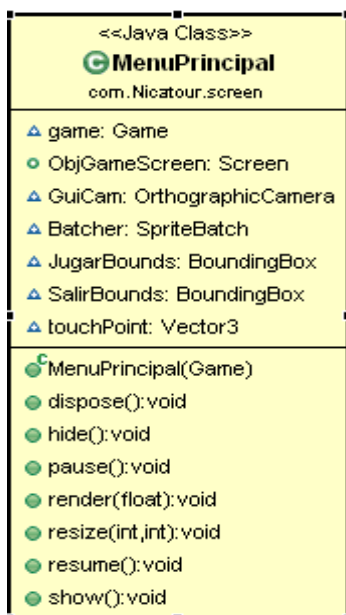 <<Java Class>>
C MenuPrincipal
com.Nicatour.screen
game: Game
ObjGameScreen: Screen
GuiCam: OrthographicCamera
Batcher: SpriteBatch
JugarBounds: BoundingBox
SalirBounds: BoundingBox
touchPoint: Vector3
C MenuPrincipal(Game)
dispose():void
hide():void
pause():void
render(float):void
resize(int,int):void
resume():void
show():void